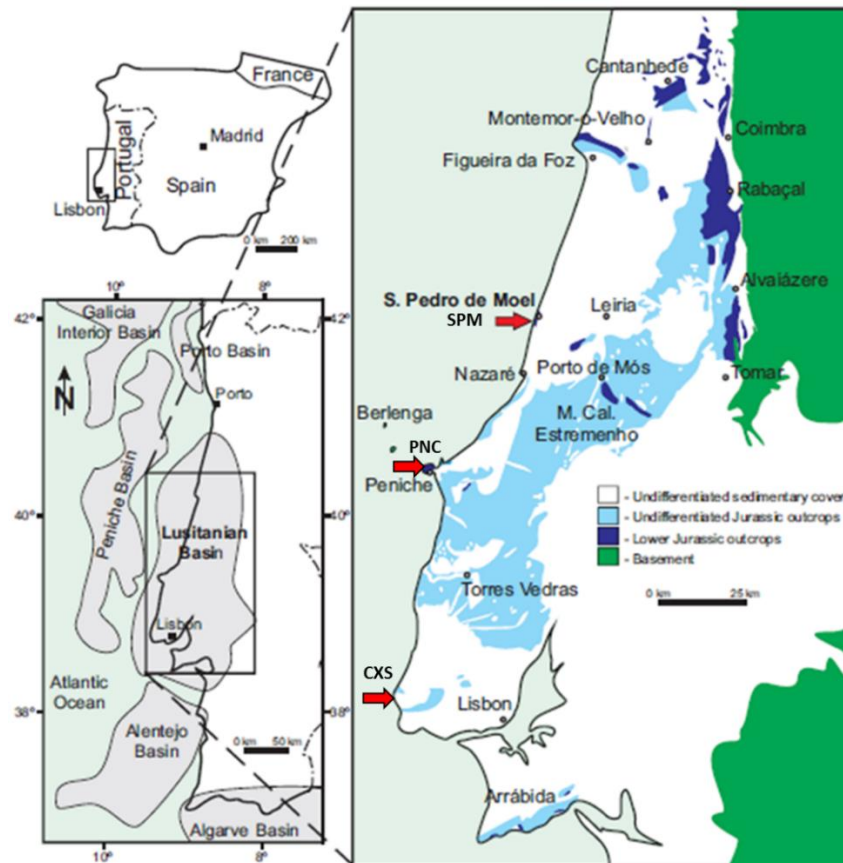 France
Portugal
Madrid
Spain
Lisbon
0 km 200 km
10° 8°
Galicia
Interior Basin
42°
Porto Basin
N
Porto
Peniche Basin
40°
Lusitanian
Basin
Lisbon
Atlantic
Ocean
38°
Alentejo
Basin
0 km 50 km
Algarve Basin
10° 8°
Cantanhede
Montemor-o-Velho
Coimbra
Figueira da Foz
Rabaçal
Alvaiázere
S. Pedro de Moel
SPM
Leiria
Nazaré
Porto de Mós
Tomar
Berlenga
M. Cal.
Estremenho
PNC
Peniche
- Undifferentiated sedimentary cover
- Undifferentiated Jurassic outcrops
- Lower Jurassic outcrops
- Basement
0 km 25 km
Torres Vedras
CXS
Lisbon
38°
Arrábida